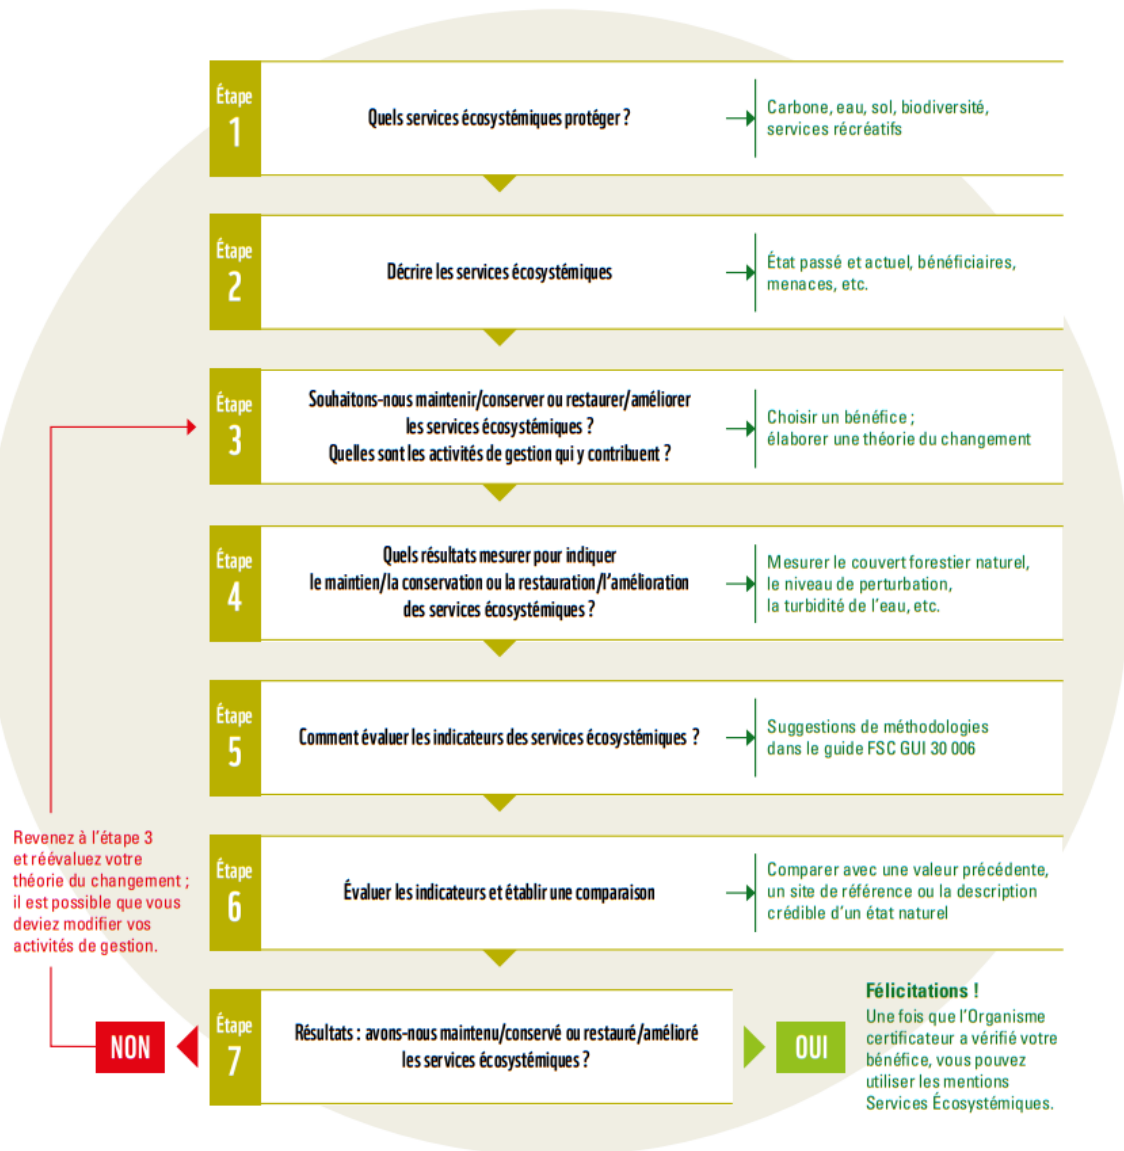 Étape
1
Quels services écosystémiques protéger ?
Carbone, eau, sol, biodiversité,
services récréatifs
Étape
2
Décrire les services écosystémiques
État passé et actuel, bénéficiaires,
menaces, etc.
Étape
3
Souhaitons-nous maintenir/conserver ou restaurer/améliorer
les services écosystémiques ?
Quelles sont les activités de gestion qui y contribuent ?
Choisir un bénéfice ;
élaborer une théorie du changement
Étape
4
Quels résultats mesurer pour indiquer
le maintien/la conservation ou la restauration/l'amélioration
des services écosystémiques ?
Mesurer le couvert forestier naturel,
le niveau de perturbation,
la turbidité de l'eau, etc.
Étape
5
Comment évaluer les indicateurs des services écosystémiques ?
Suggestions de méthodologies
dans le guide FSC GUI 30 006
Étape
6
Évaluer les indicateurs et établir une comparaison
Comparer avec une valeur précédente,
un site de référence ou la description
crédible d'un état naturel
Étape
7
Résultats : avons-nous maintenu/conservé ou restauré/amélioré
les services écosystémiques ?
NON
Revenez à l'étape 3
et réévaluez votre
théorie du changement ;
il est possible que vous
deviez modifier vos
activités de gestion.
OUI
Félicitations !
Une fois que l'Organisme
certificateur a vérifié votre
bénéfice, vous pouvez
utiliser les mentions
Services Écosystémiques.